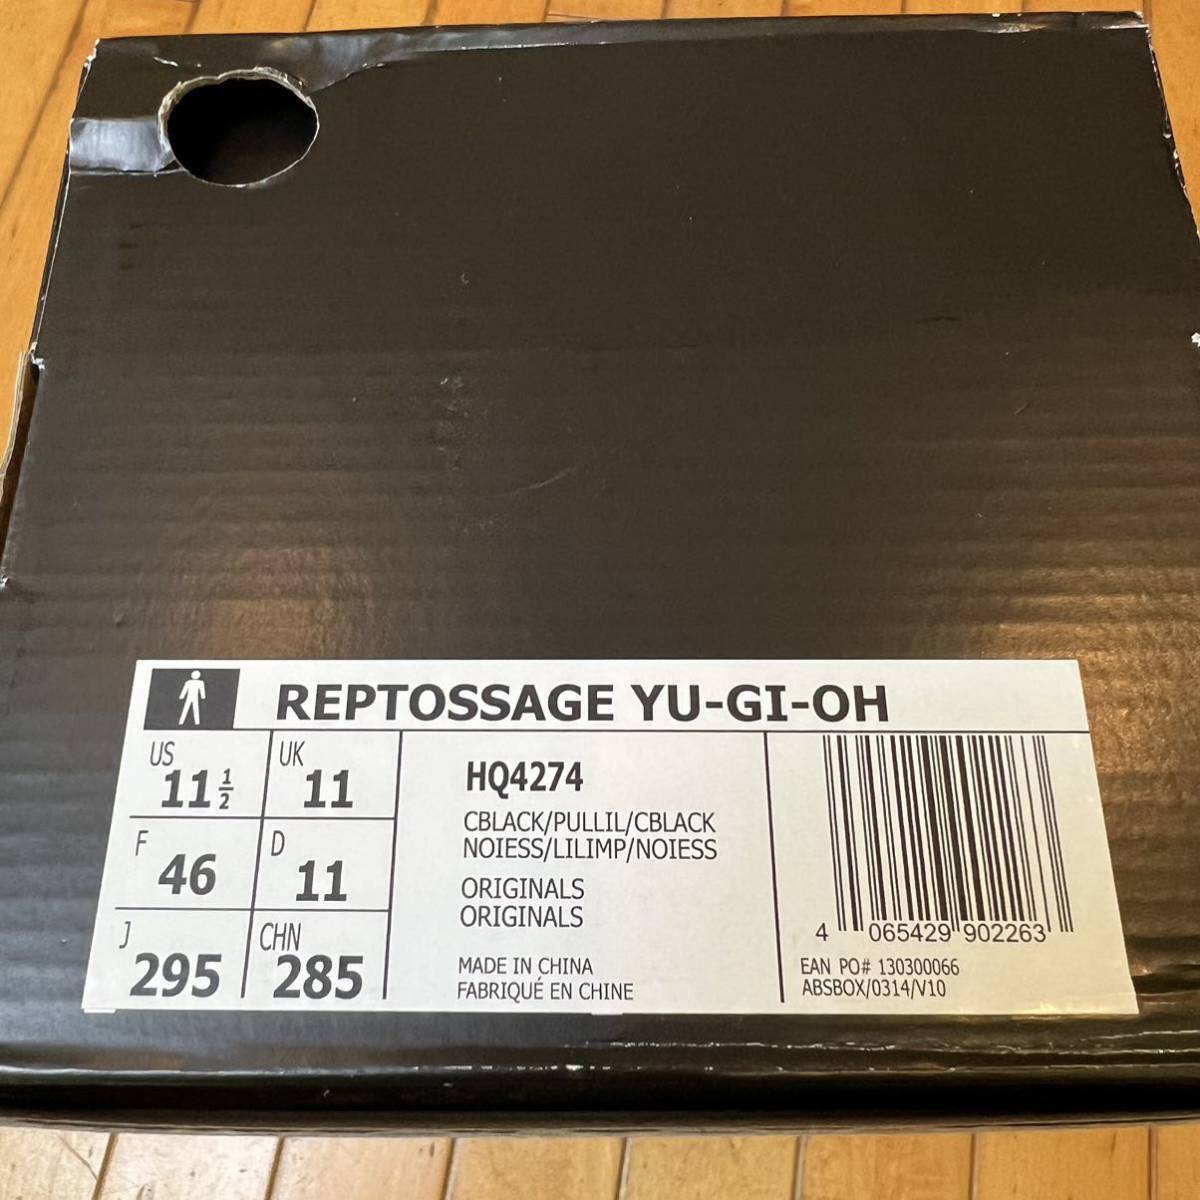 REPTOSSAGE YU-GI-OH
US 11 1/2
UK 11
F 46
D 11
J 295
CHN 285
HQ4274
CBLACK/PULLIL/CBLACK
NOIESS/LILIMP/NOIESS
ORIGINALS
ORIGINALS
MADE IN CHINA
FABRIQUÉ EN CHINE
4 065429 902263
EAN PO# 130300066
ABSBOX/0314/V10